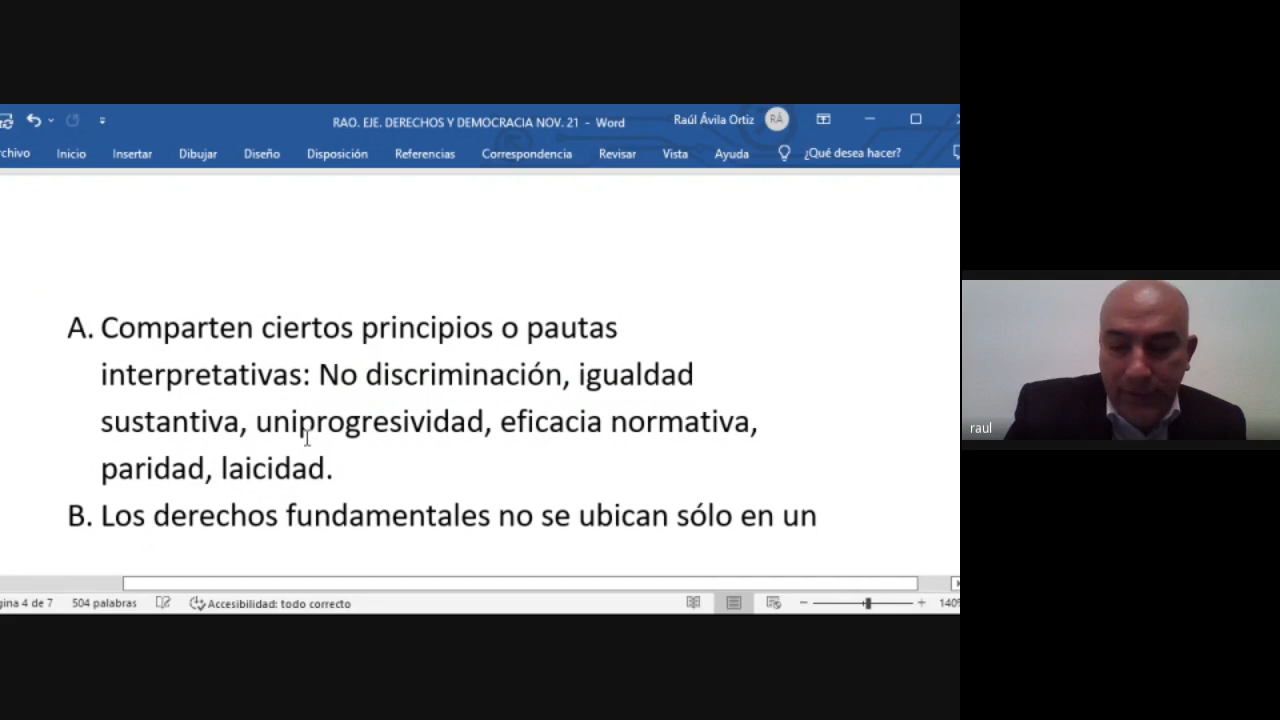 RAO. EJE. DERECHOS Y DEMOCRACIA NOV. 21 - Word
Raúl Ávila Ortiz RÁ
rchivo Inicio Insertar Dibujar Diseño Disposición Referencias Correspondencia Revisar Vista Ayuda ¿Qué desea hacer?
A. Comparten ciertos principios o pautas
interpretativas: No discriminación, igualdad
sustantiva, uniprogresividad, eficacia normativa,
paridad, laicidad.
B. Los derechos fundamentales no se ubican sólo en un
gina 4 de 7 504 palabras Accesibilidad: todo correcto 140%
raul